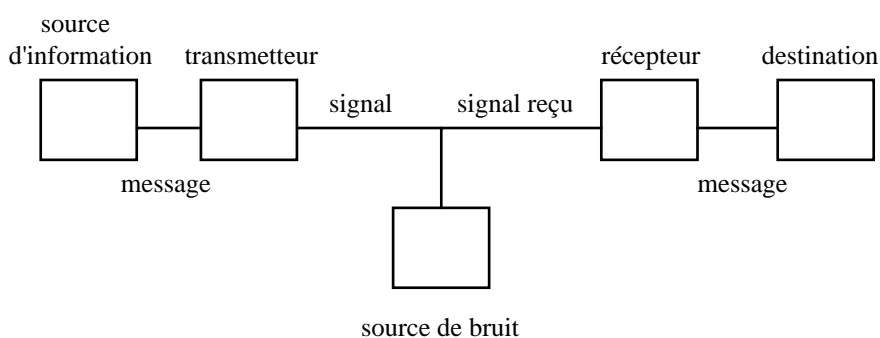 source
d'information
transmetteur
récepteur
destination
signal
signal reçu
message
message
source de bruit